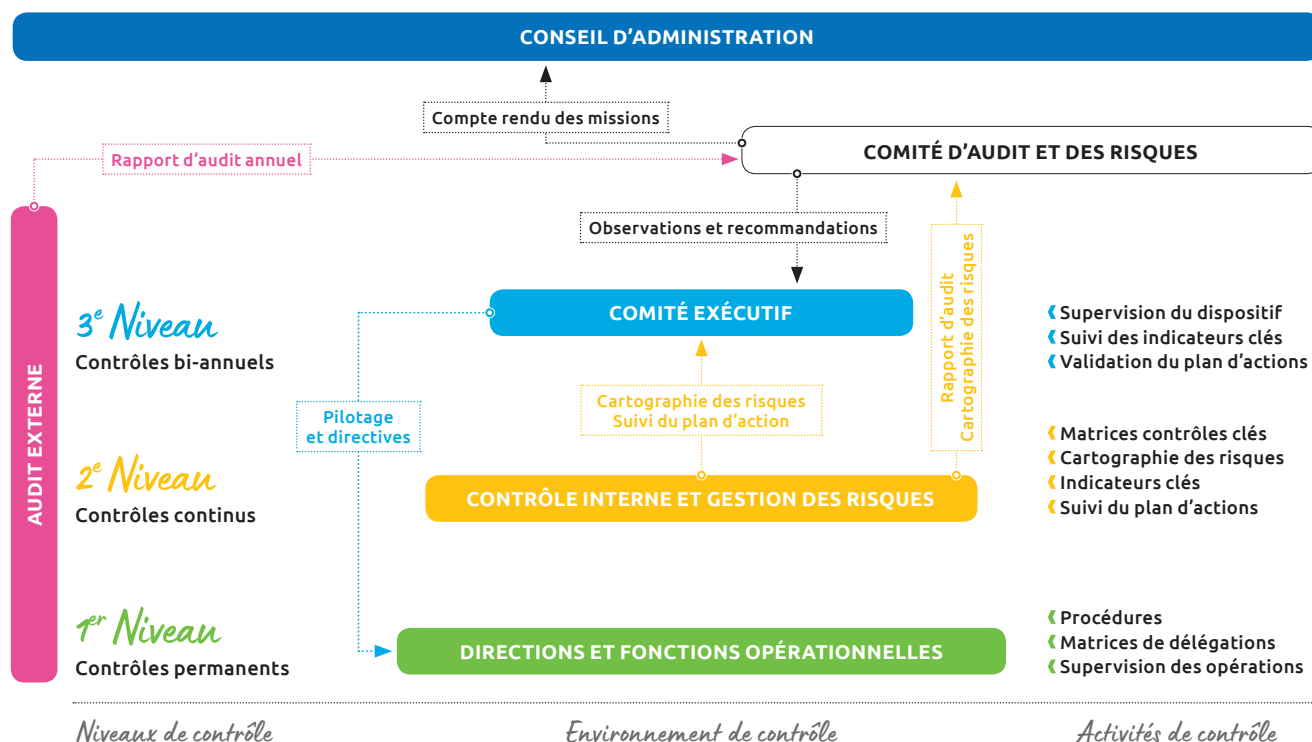 CONSEIL D'ADMINISTRATION
Compte rendu des missions
Rapport d'audit annuel
COMITÉ D'AUDIT ET DES RISQUES
Observations et recommandations
Rapport d'audit
Cartographie des risques
AUDIT EXTERNE
3e Niveau
Contrôles bi-annuels
COMITÉ EXÉCUTIF
Supervision du dispositif
Suivi des indicateurs clés
Validation du plan d'actions
Pilotage
et directives
Cartographie des risques
Suivi du plan d'action
2e Niveau
Contrôles continus
CONTRÔLE INTERNE ET GESTION DES RISQUES
Matrices contrôles clés
Cartographie des risques
Indicateurs clés
Suivi du plan d'actions
1er Niveau
Contrôles permanents
DIRECTIONS ET FONCTIONS OPÉRATIONNELLES
Procédures
Matrices de délégations
Supervision des opérations
Niveaux de contrôle
Environnement de contrôle
Activités de contrôle